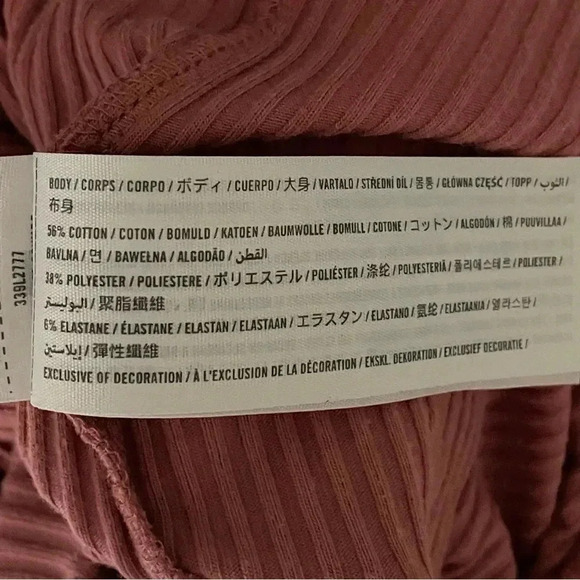 BODY / CORPS / CORPO / ボディ / CUERPO / 大身 / VARTALO / STŘEDNÍ DÍL / 몸통 / GŁÓWNA CZĘŚĆ / TOPP / الثوب /
布身
56% COTTON / COTON / BOMULD / KATOEN / BAUMWOLLE / BOMULL / COTONE / コットン / ALGODÓN / 棉 / PUUVILLAA /
BAVLNA / 면 / BAWEŁNA / ALGODÃO / القطن
38% POLYESTER / POLIESTERE / ポリエステル / POLIÉSTER / 涤纶 / POLYESTERIÄ / 폴리에스테르 / POLIESTER /
البوليستر / 聚脂纖維
6% ELASTANE / ÉLASTANE / ELASTAN / ELASTAAN / エラスタン / ELASTANO / 氨纶 / ELASTAANIA / 엘라스탄 /
إيلاستين / 彈性纖維
EXCLUSIVE OF DECORATION / À L'EXCLUSION DE LA DÉCORATION / EKSKL. DEKORATION / EXCLUSIEF DECORATIE /
339L2777